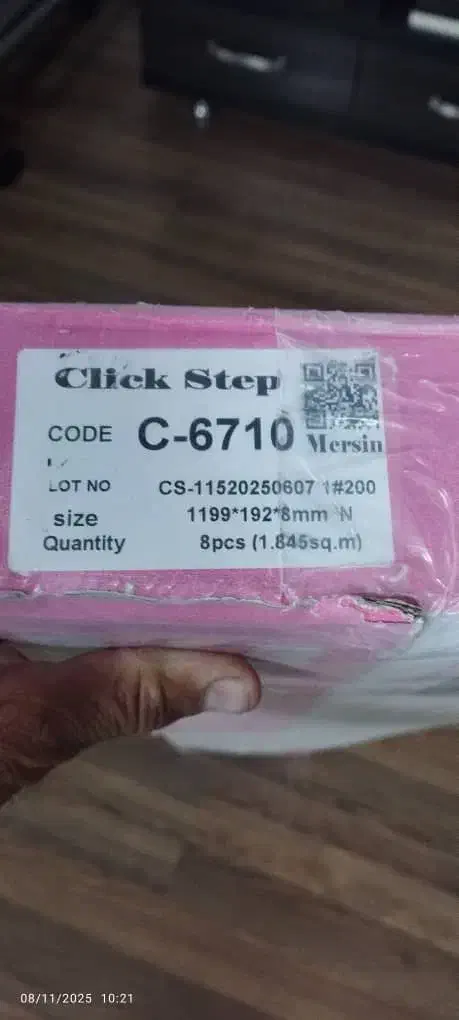 Click Step
CODE C-6710 Mersin
LOT NO CS-11520250607 1#200
size 1199*192*8mm N
Quantity 8pcs (1.845sq.m)
08/11/2025 10:21